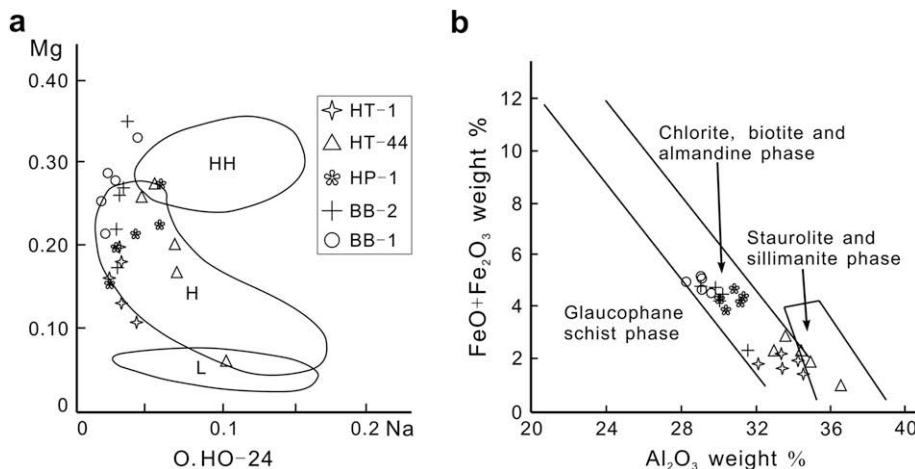 a
Mg
0.40
0.30
0.20
0.10
0
HH
H
L
HT-1
HT-44
HP-1
BB-2
BB-1
0.1
0.2
Na
O.HO-24
b
FeO+Fe₂O₃ weight %
12
10
8
6
4
2
0
Chlorite, biotite and
almandine phase
Staurolite and
sillimanite phase
Glaucophane
schist phase
20
24
28
32
36
40
Al₂O₃ weight %